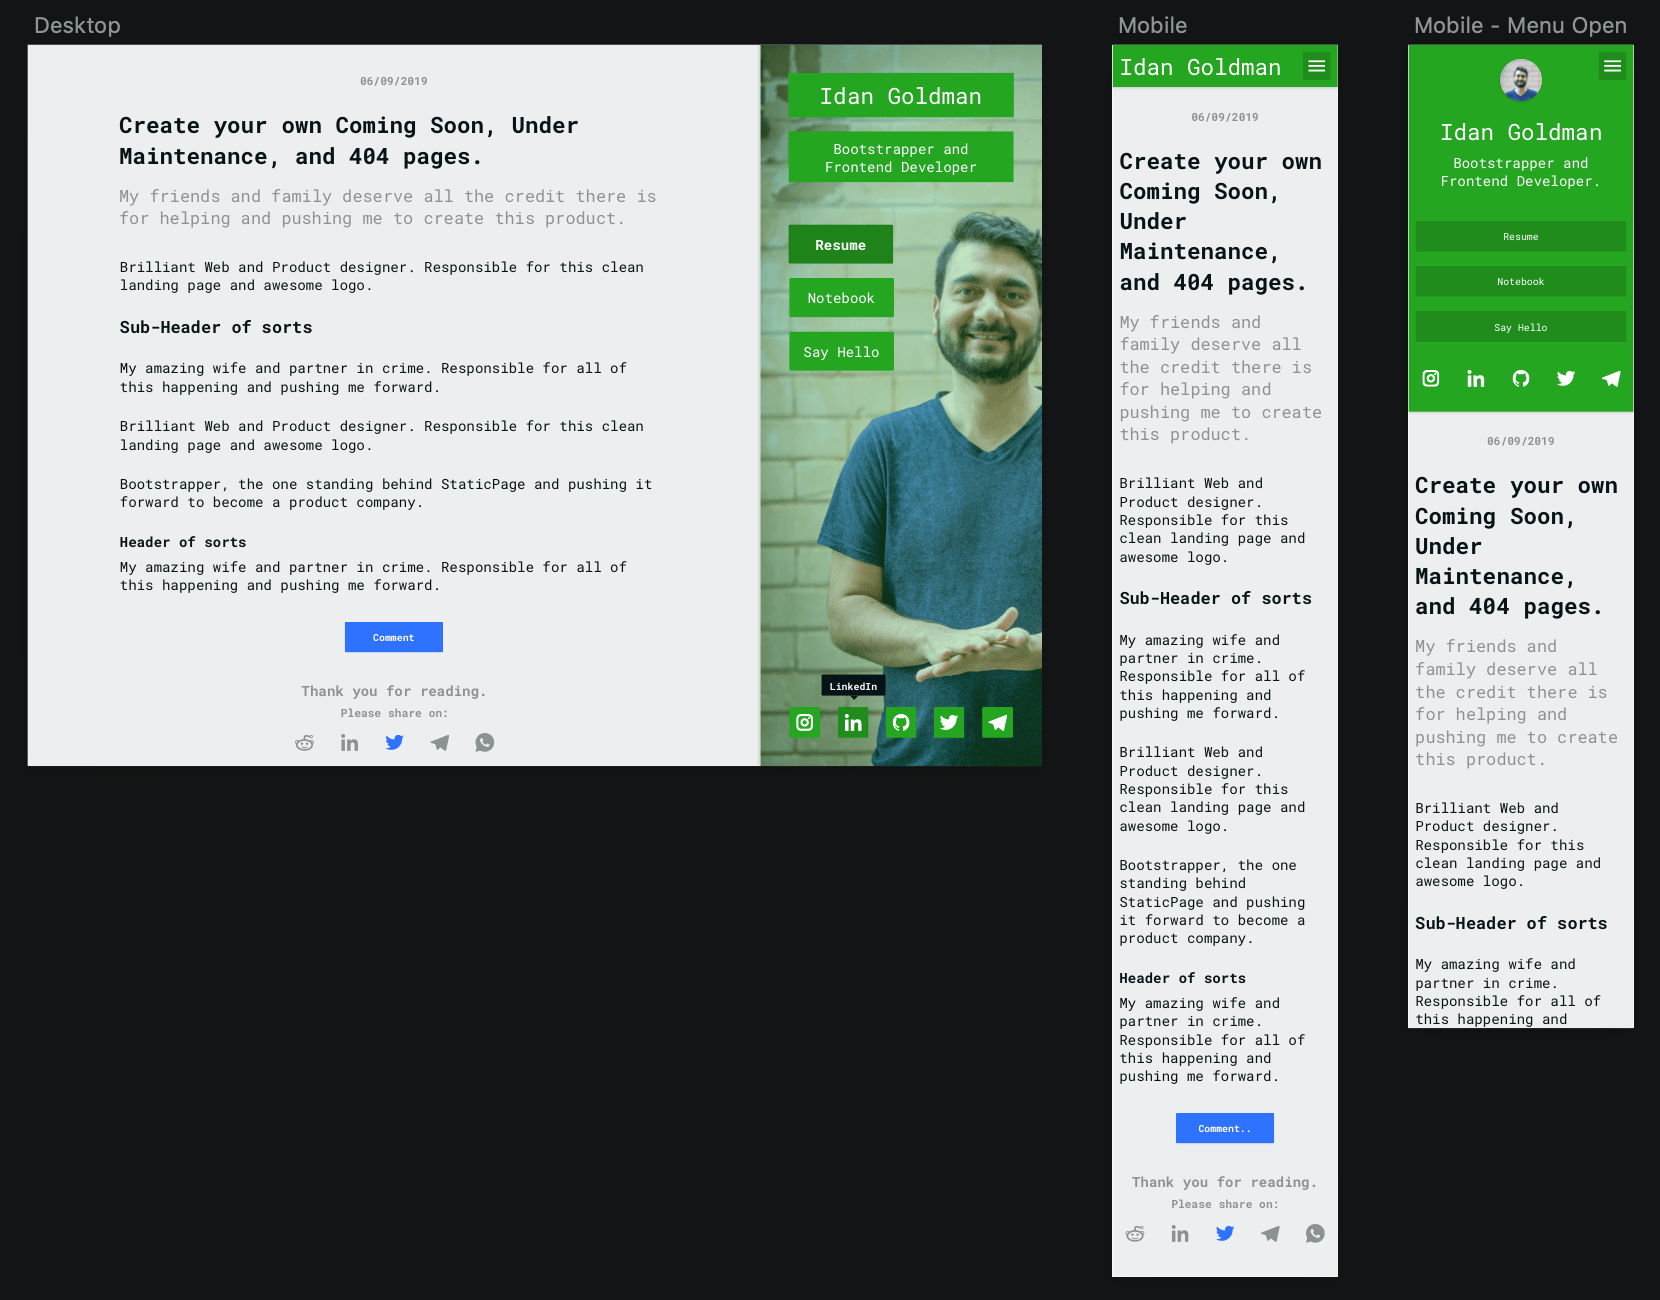 Desktop
06/09/2019
Create your own Coming Soon, Under
Maintenance, and 404 pages.
My friends and family deserve all the credit there is
for helping and pushing me to create this product.
Brilliant Web and Product designer. Responsible for this clean
landing page and awesome logo.
Sub-Header of sorts
My amazing wife and partner in crime. Responsible for all of
this happening and pushing me forward.
Brilliant Web and Product designer. Responsible for this clean
landing page and awesome logo.
Bootstrapper, the one standing behind StaticPage and pushing it
forward to become a product company.
Header of sorts
My amazing wife and partner in crime. Responsible for all of
this happening and pushing me forward.
Comment
Thank you for reading.
Please share on:
Idan Goldman
Bootstrapper and
Frontend Developer
Resume
Notebook
Say Hello
LinkedIn
Mobile
Idan Goldman
06/09/2019
Create your own
Coming Soon,
Under
Maintenance,
and 404 pages.
My friends and
family deserve all
the credit there is
for helping and
pushing me to create
this product.
Brilliant Web and
Product designer.
Responsible for this
clean landing page and
awesome logo.
Sub-Header of sorts
My amazing wife and
partner in crime.
Responsible for all of
this happening and
pushing me forward.
Brilliant Web and
Product designer.
Responsible for this
clean landing page and
awesome logo.
Bootstrapper, the one
standing behind
StaticPage and pushing
it forward to become a
product company.
Header of sorts
My amazing wife and
partner in crime.
Responsible for all of
this happening and
pushing me forward.
Comment..
Thank you for reading.
Please share on:
Mobile - Menu Open
Idan Goldman
Bootstrapper and
Frontend Developer.
Resume
Notebook
Say Hello
06/09/2019
Create your own
Coming Soon,
Under
Maintenance,
and 404 pages.
My friends and
family deserve all
the credit there is
for helping and
pushing me to create
this product.
Brilliant Web and
Product designer.
Responsible for this
clean landing page and
awesome logo.
Sub-Header of sorts
My amazing wife and
partner in crime.
Responsible for all of
this happening and